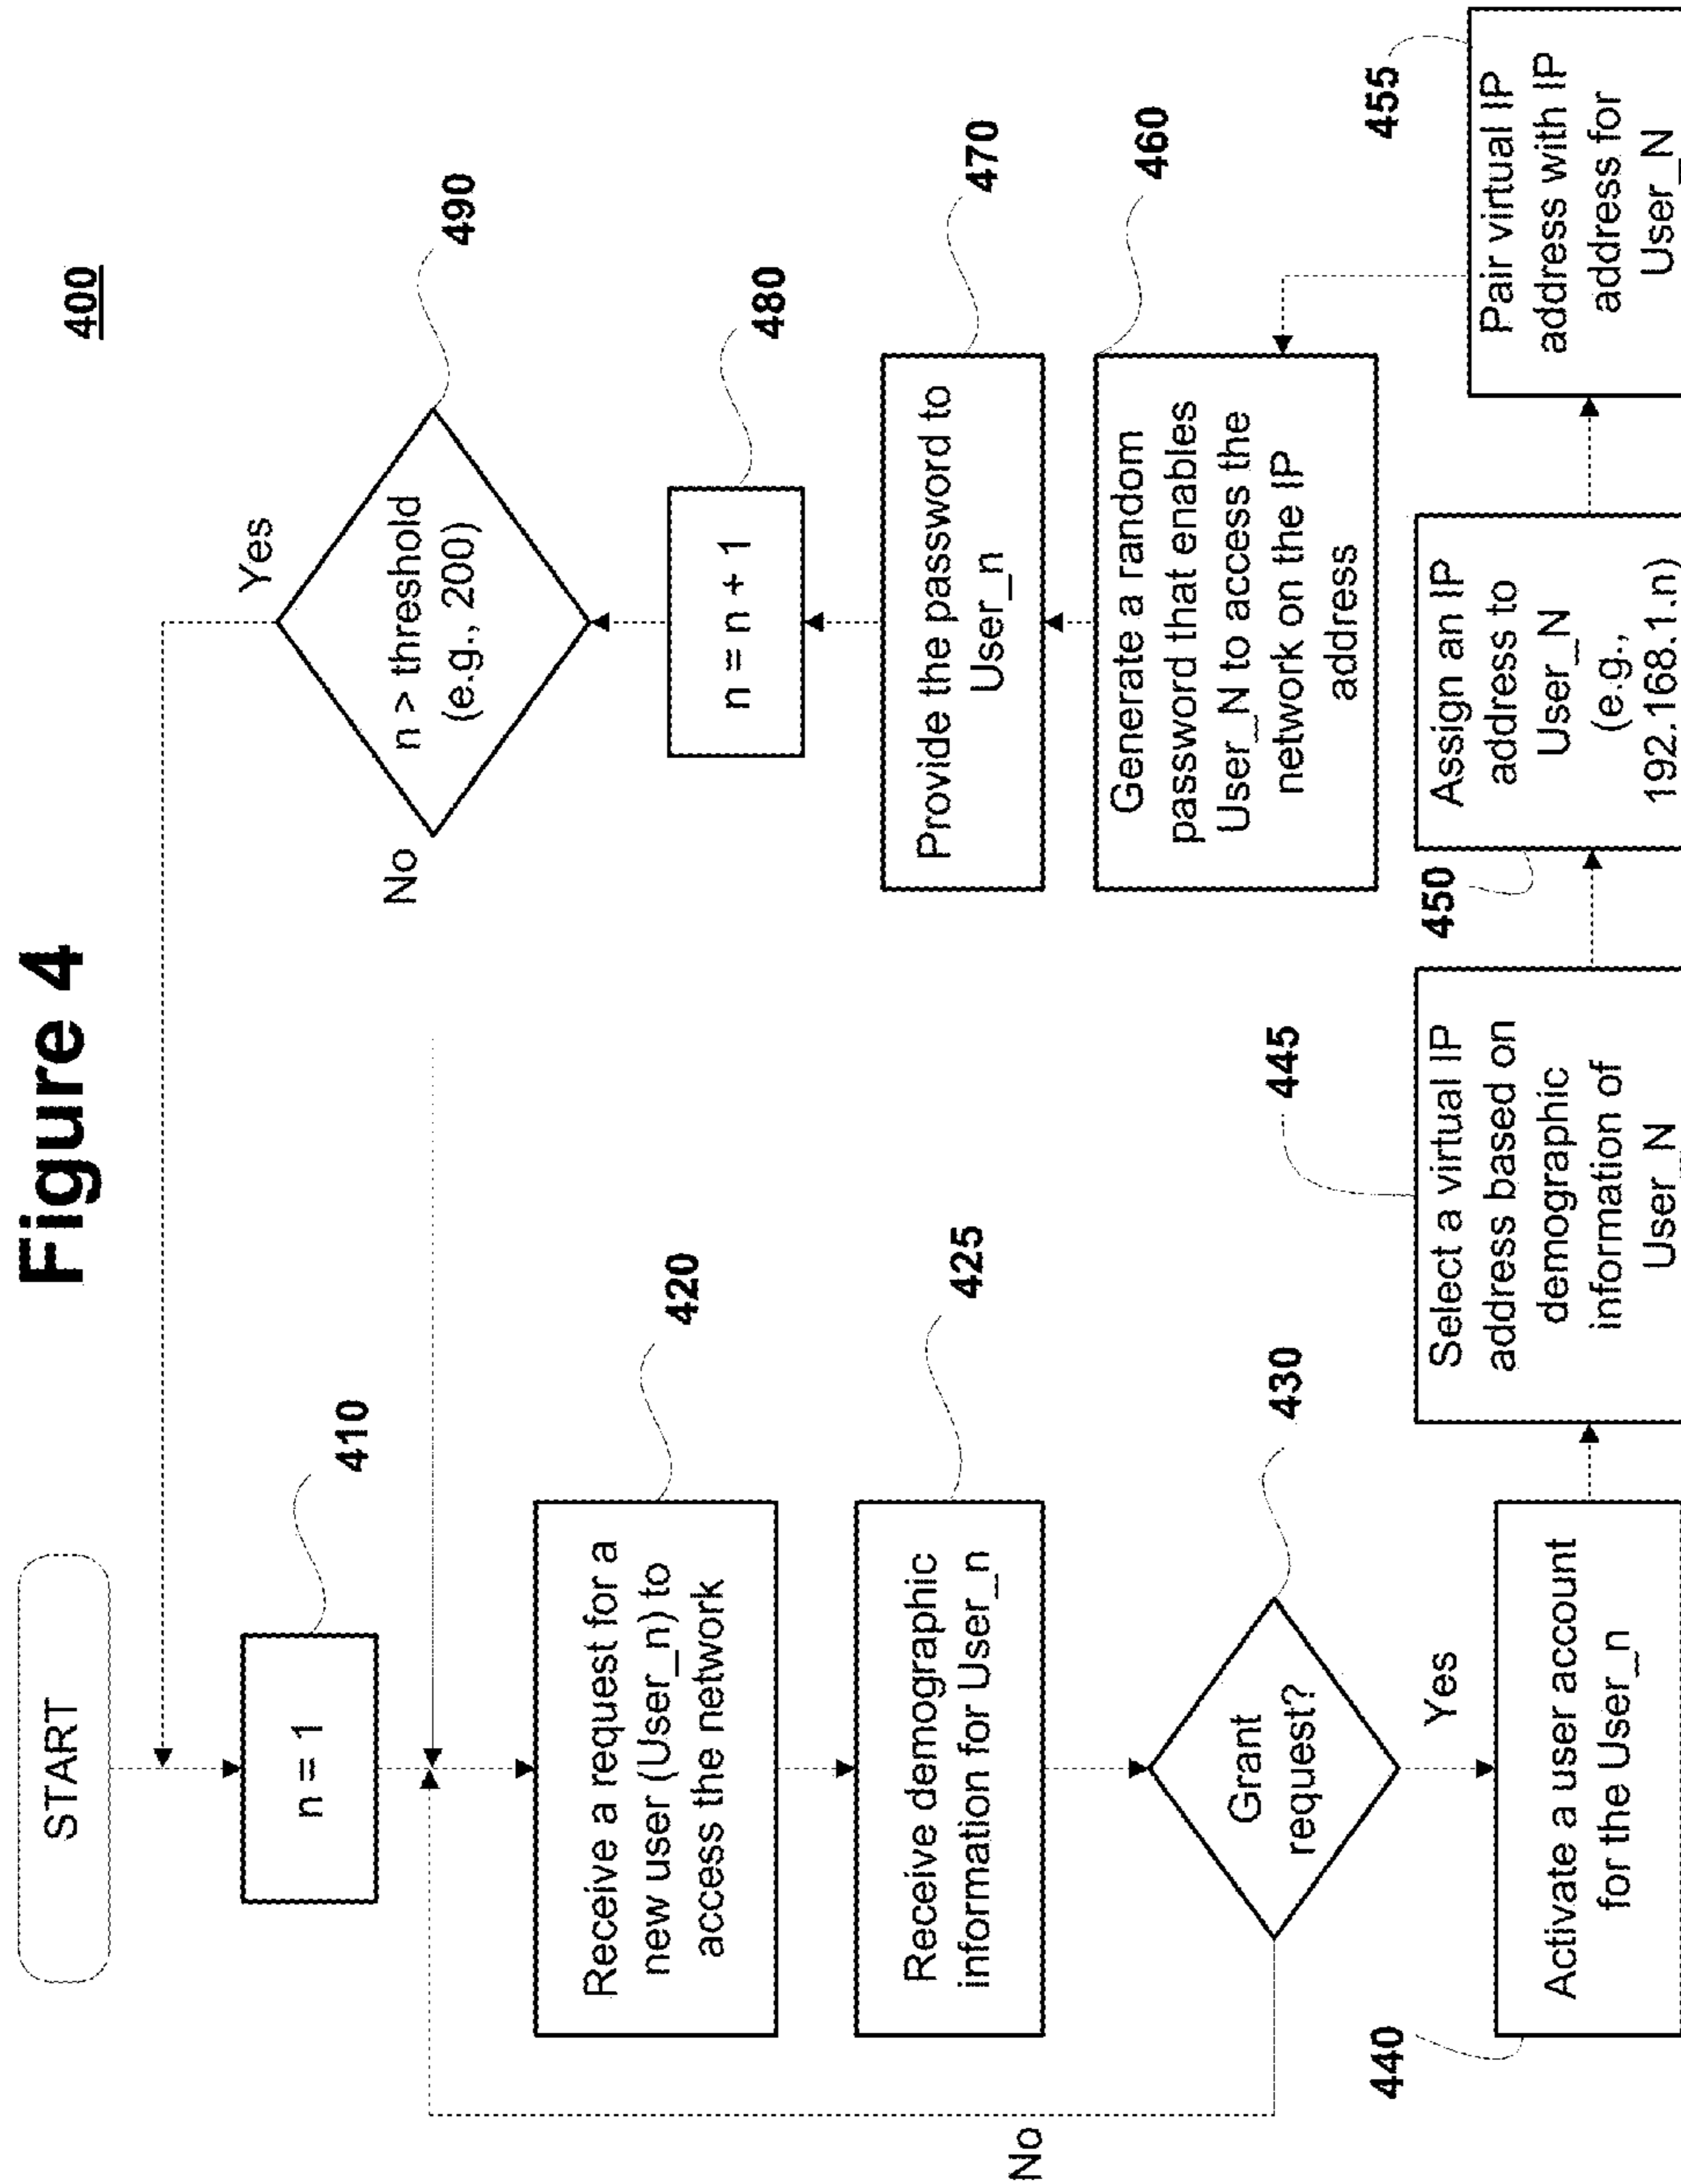 Figure 4
400
START
n = 1
410
Receive a request for a
new user (User_n) to
access the network
420
Receive demographic
information for User_n
425
Grant
request?
430
No
Yes
Activate a user account
for the User_n
440
Select a virtual IP
address based on
demographic
information of
User_N
445
Assign an IP
address to
User_N
(e.g.,
192.168.1.n)
450
Pair virtual IP
address with IP
address for
User_N
455
Generate a random
password that enables
User_N to access the
network on the IP
address
460
Provide the password to
User_n
470
n = n + 1
480
n > threshold
(e.g., 200)
490
No
Yes